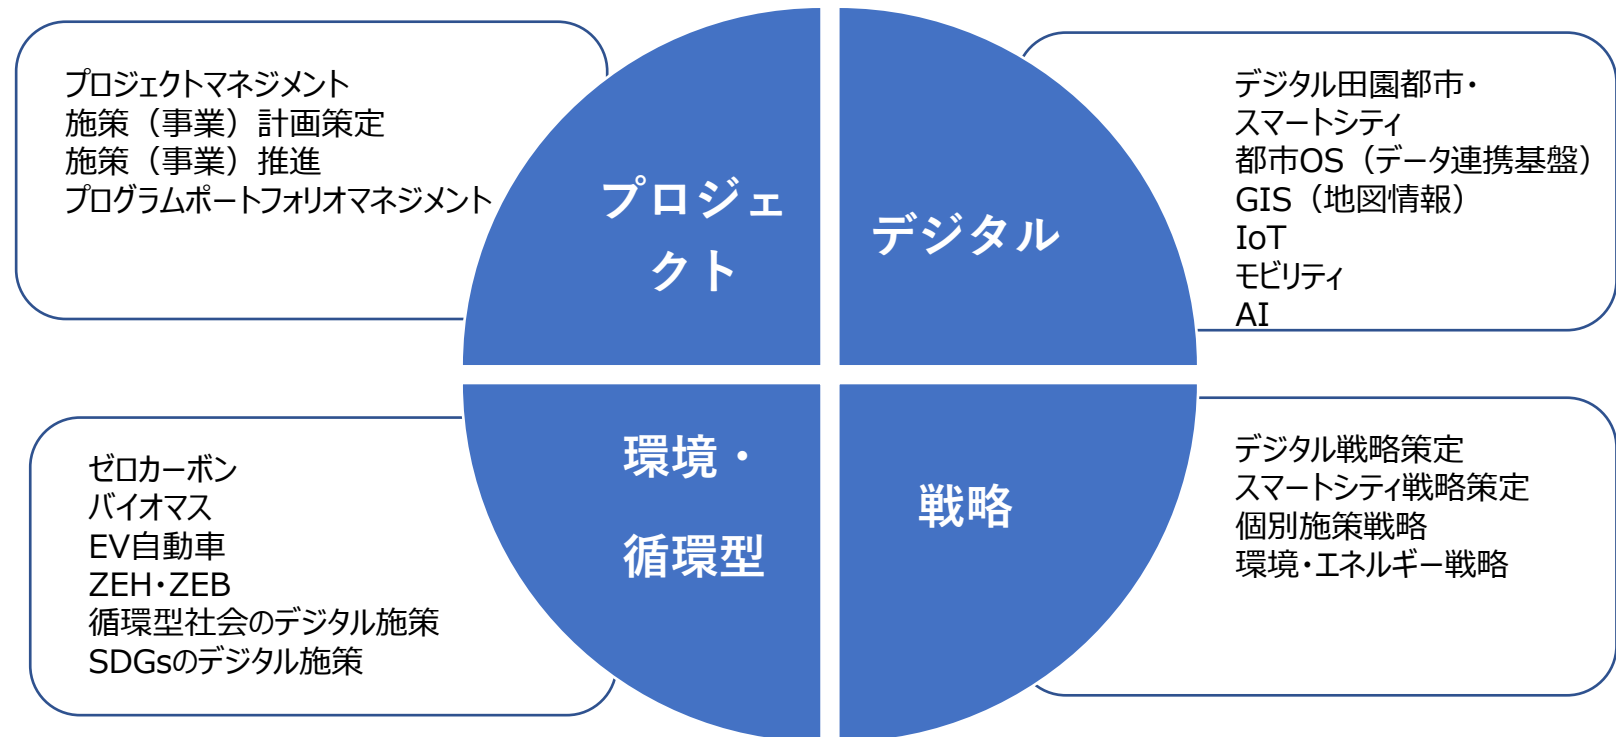 プロジェクトマネジメント
施策（事業）計画策定
施策（事業）推進
プログラムポートフォリオマネジメント
プロジェ
クト
デジタル
デジタル田園都市・
スマートシティ
都市OS（データ連携基盤）
GIS（地図情報）
IoT
モビリティ
AI
ゼロカーボン
バイオマス
EV自動車
ZEH・ZEB
循環型社会のデジタル施策
SDGsのデジタル施策
環境・
循環型
戦略
デジタル戦略策定
スマートシティ戦略策定
個別施策戦略
環境・エネルギー戦略